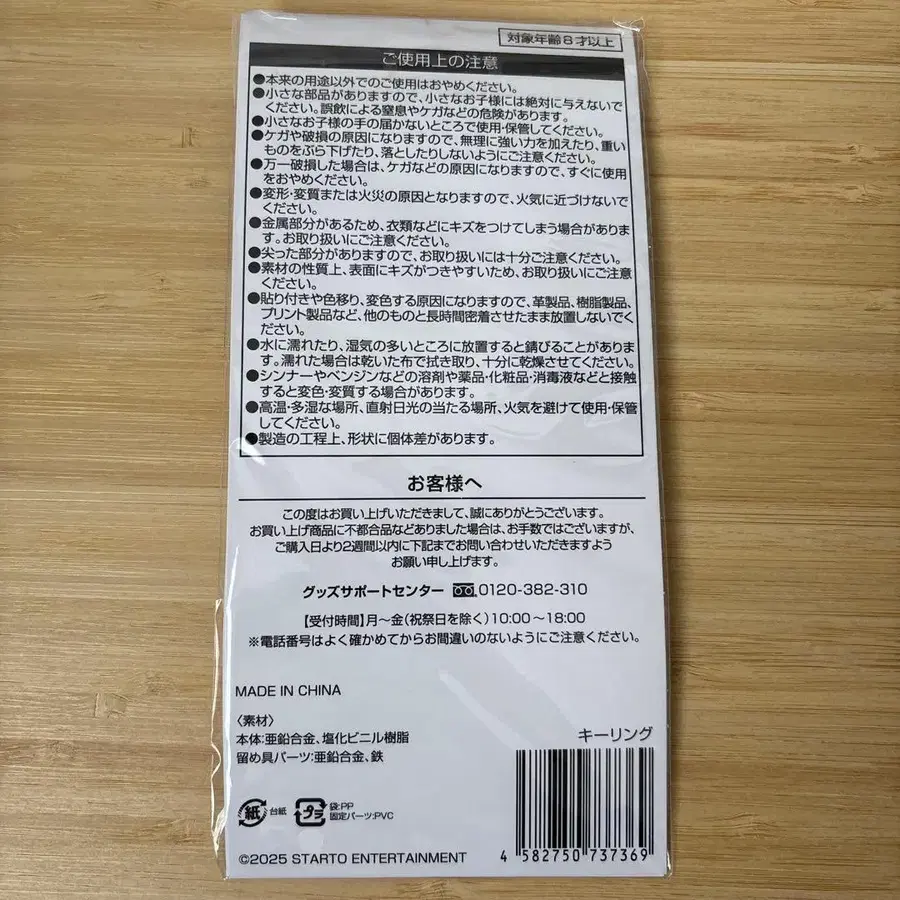 対象年齢8才以上
ご使用上の注意
●本来の用途以外でのご使用はおやめください。
●小さな部品がありますので、小さなお子様には絶対に与えないで
ください。誤飲による窒息やケガなどの危険があります。
●小さなお子様の手の届かないところで使用・保管してください。
●ケガや破損の原因になりますので、無理に強い力を加えたり、重い
ものをぶら下げたり、落としたりしないようにご注意ください。
●万一破損した場合は、ケガなどの原因になりますので、すぐに使用
をおやめください。
●変形・変質または火災の原因となりますので、火気に近づけないで
ください。
●金属部分があるため、衣類などにキズをつけてしまう場合がありま
す。お取り扱いにご注意ください。
●尖った部分がありますので、お取り扱いには十分ご注意ください。
●素材の性質上、表面にキズがつきやすいため、お取り扱いにご注意
ください。
●貼り付きや色移り、変色する原因になりますので、革製品、樹脂製品、
プリント製品など、他のものと長時間密着させたまま放置しないでく
ださい。
●水に濡れたり、湿気の多いところに放置すると錆びることがありま
す。濡れた場合は乾いた布で拭き取り、十分に乾燥させてください。
●シンナーやベンジンなどの溶剤や薬品・化粧品・消毒液などと接触
すると変色・変質する場合があります。
●高温・多湿な場所、直射日光の当たる場所、火気を避けて使用・保管
してください。
●製造の工程上、形状に個体差があります。
お客様へ
この度はお買い上げいただきまして、誠にありがとうございます。
お買い上げ商品に不都合品などありました場合は、お手数ではございますが、
ご購入日より2週間以内に下記までお問い合わせいただきますよう
お願い申し上げます。
グッズサポートセンター 0120-382-310
【受付時間】月〜金(祝祭日を除く)10:00〜18:00
※電話番号はよく確かめてからお間違いのないようにご注意ください。
MADE IN CHINA
〈素材〉
本体:亜鉛合金、塩化ビニル樹脂
留め具パーツ:亜鉛合金、鉄
キーリング
紙 台紙
プラ 袋:PP
固定パーツ:PVC
©2025 STARTO ENTERTAINMENT
4 582750 737369